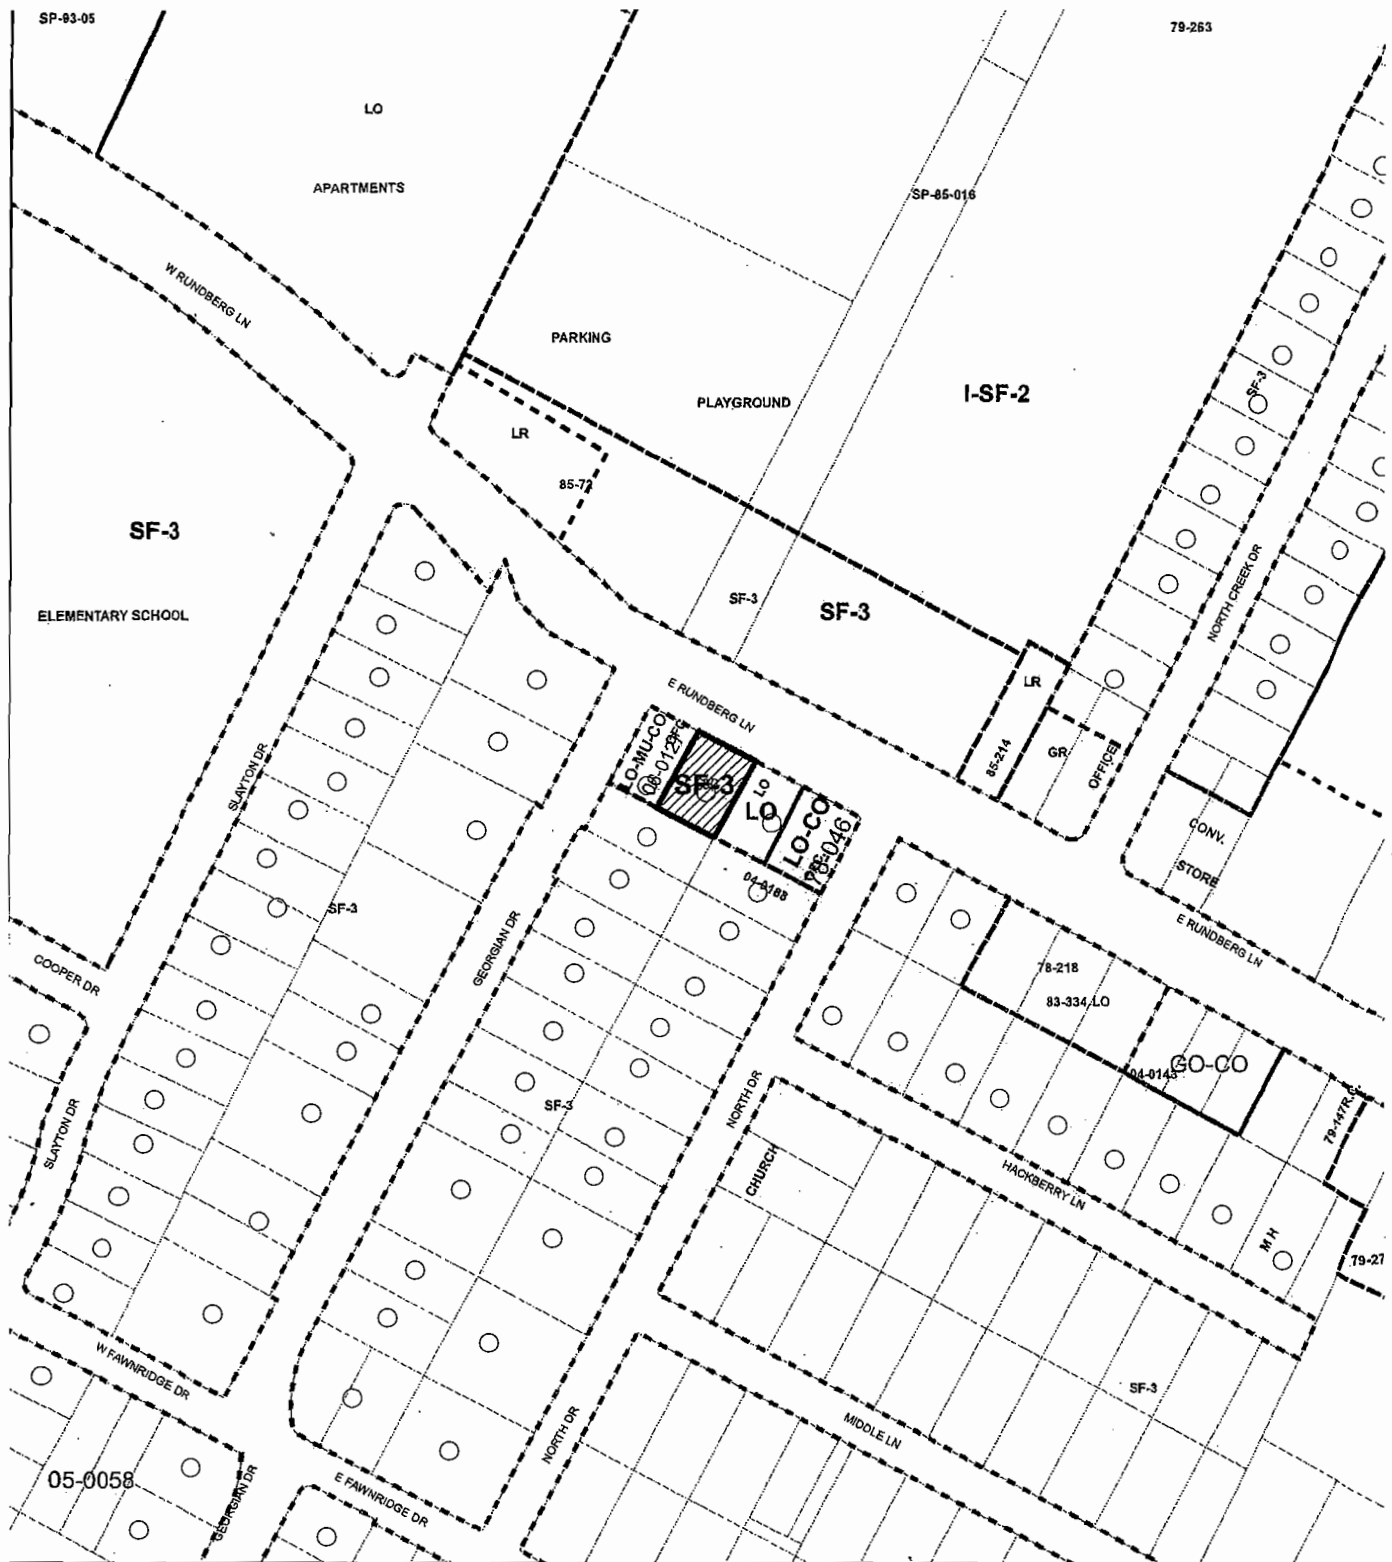 SP-93-05
79-263
LO
APARTMENTS
SP-85-016
W RUNDBERG LN
PARKING
PLAYGROUND
I-SF-2
SF-3
LR
85-72
SF-3
ELEMENTARY SCHOOL
NORTH CREEK DR
SF-3
SF-3
LR
E RUNDBERG LN
LO-MU-CO
SF-3
LO
LO
LO-CO
78-046
85-214
GR
OFFICE
SLAYTON DR
CONV.
STORE
04-0188
SF-3
GEORGIAN DR
E RUNDBERG LN
COOPER DR
78-218
83-334 LO
GO-CO
04-0143
NORTH DR
SF-3
79-147R.C.
SLAYTON DR
CHURCH
HACKBERRY LN
M H
79-27
W FAWNRIDGE DR
SF-3
NORTH DR
MIDDLE LN
05-0058
GEORGIAN DR
E FAWNRIDGE DR